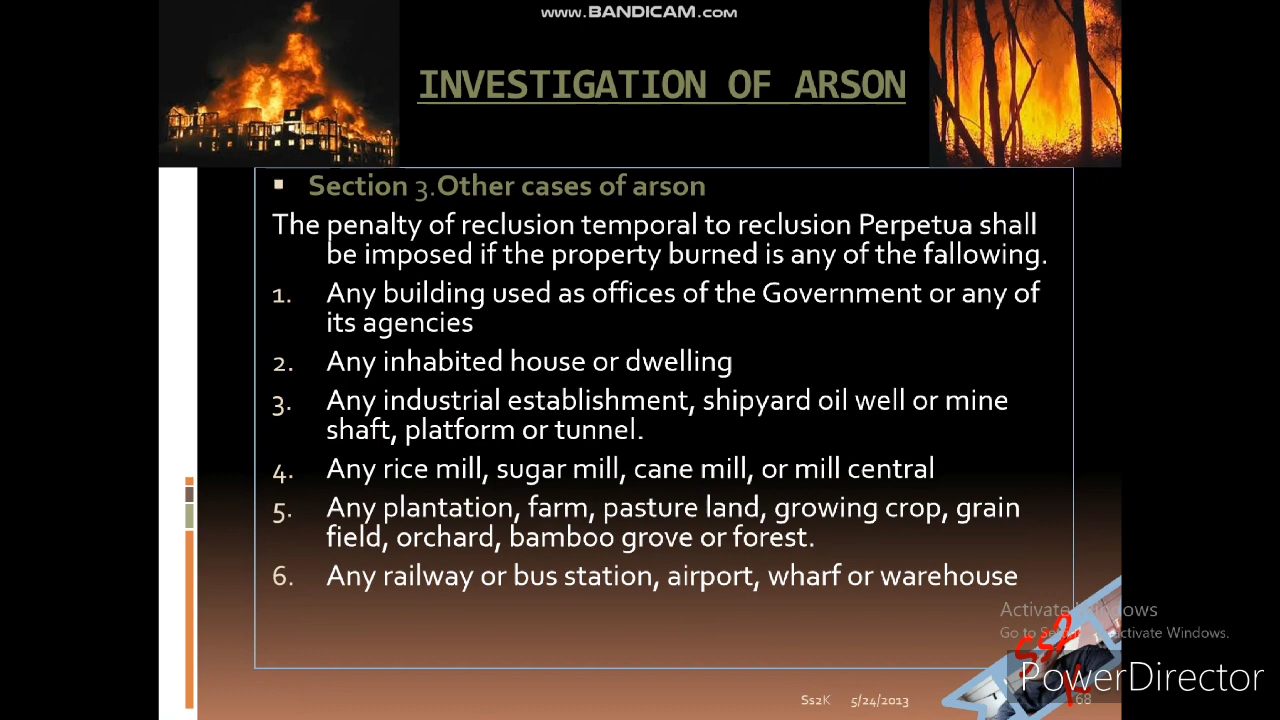 www.BANDICAM.com
INVESTIGATION OF ARSON
▪ Section 3.Other cases of arson
The penalty of reclusion temporal to reclusion Perpetua shall
be imposed if the property burned is any of the fallowing.
1. Any building used as offices of the Government or any of
its agencies
2. Any inhabited house or dwelling
3. Any industrial establishment, shipyard oil well or mine
shaft, platform or tunnel.
4. Any rice mill, sugar mill, cane mill, or mill central
5. Any plantation, farm, pasture land, growing crop, grain
field, orchard, bamboo grove or forest.
6. Any railway or bus station, airport, wharf or warehouse
Activate Windows
Go to activate Windows.
PowerDirector
Ss2K 5/24/2013 68